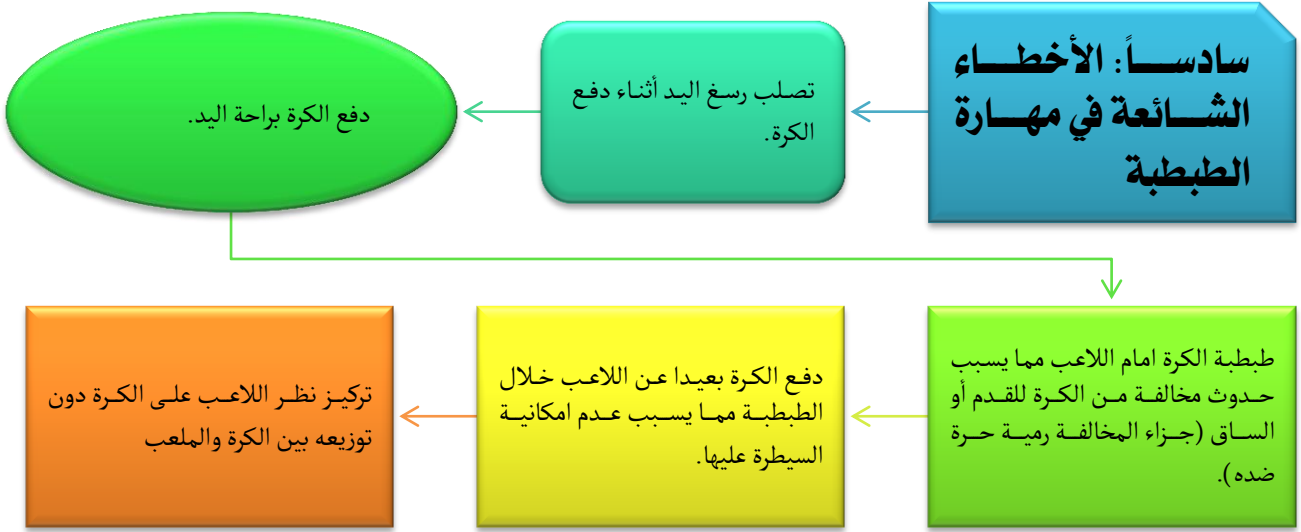 سادساً: الأخطاء
الشائعة في مهارة
الطبطبة
تصلب رسغ اليد أثناء دفع
الكرة.
دفع الكرة براحة اليد.
طبطبة الكرة امام اللاعب مما يسبب
حدوث مخالفة من الكرة للقدم أو
الساق (جزاء المخالفة رمية حرة
ضده).
دفع الكرة بعيدا عن اللاعب خلال
الطبطبة مما يسبب عدم امكانية
السيطرة عليها.
تركيز نظر اللاعب على الكرة دون
توزيعه بين الكرة والملعب